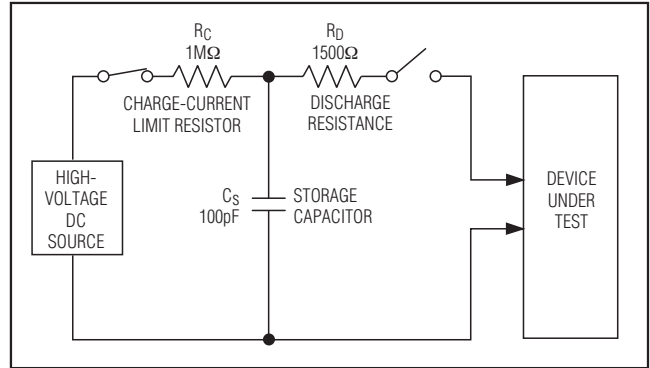 R_C
1MΩ
CHARGE-CURRENT
LIMIT RESISTOR
R_D
1500Ω
DISCHARGE
RESISTANCE
HIGH-
VOLTAGE
DC
SOURCE
C_S
100pF
STORAGE
CAPACITOR
DEVICE
UNDER
TEST